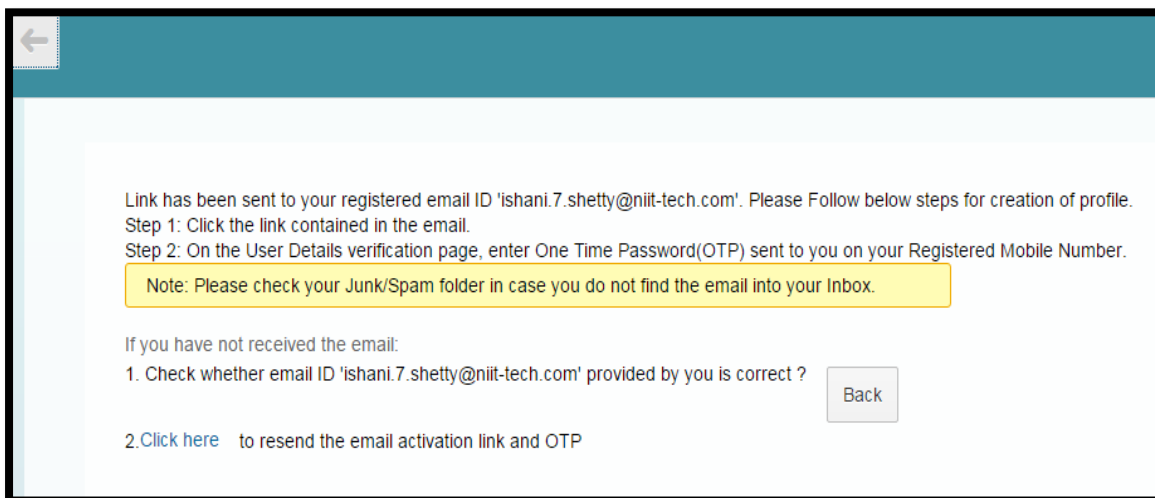 Link has been sent to your registered email ID 'ishani.7.shetty@niit-tech.com'. Please Follow below steps for creation of profile.
Step 1: Click the link contained in the email.
Step 2: On the User Details verification page, enter One Time Password(OTP) sent to you on your Registered Mobile Number.
Note: Please check your Junk/Spam folder in case you do not find the email into your Inbox.
If you have not received the email:
1. Check whether email ID 'ishani.7.shetty@niit-tech.com' provided by you is correct ?
Back
2.Click here to resend the email activation link and OTP